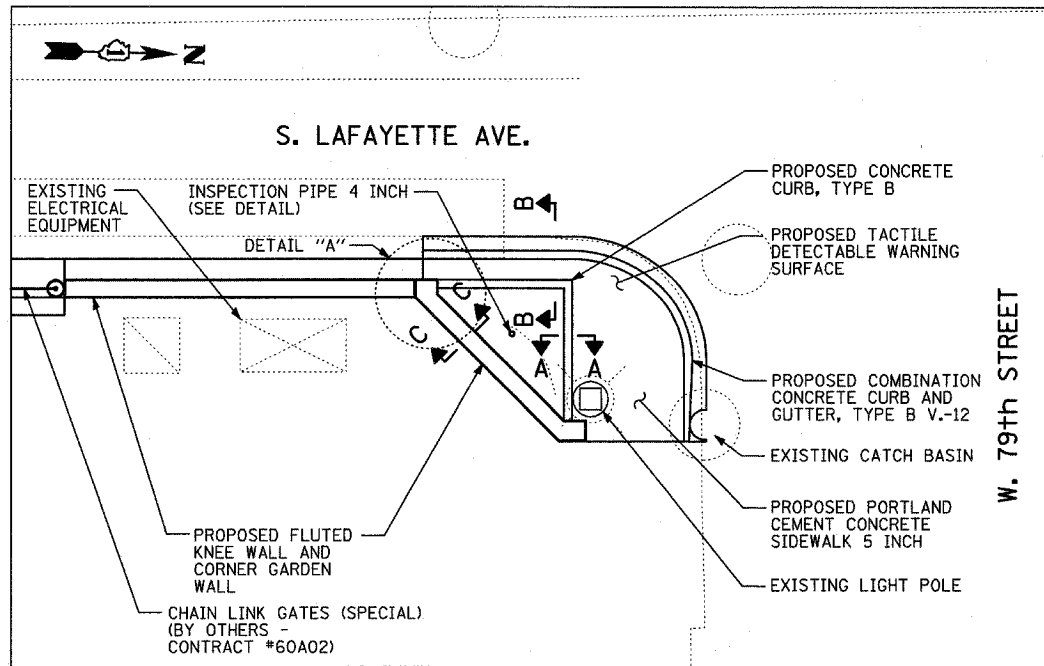 N
S. LAFAYETTE AVE.
EXISTING
ELECTRICAL
EQUIPMENT
INSPECTION PIPE 4 INCH
(SEE DETAIL)
DETAIL "A"
B
B
C
C
A
A
PROPOSED CONCRETE
CURB, TYPE B
PROPOSED TACTILE
DETECTABLE WARNING
SURFACE
W. 79th STREET
PROPOSED COMBINATION
CONCRETE CURB AND
GUTTER, TYPE B V.-12
EXISTING CATCH BASIN
PROPOSED PORTLAND
CEMENT CONCRETE
SIDEWALK 5 INCH
EXISTING LIGHT POLE
PROPOSED FLUTED
KNEE WALL AND
CORNER GARDEN
WALL
CHAIN LINK GATES (SPECIAL)
(BY OTHERS -
CONTRACT #60A02)